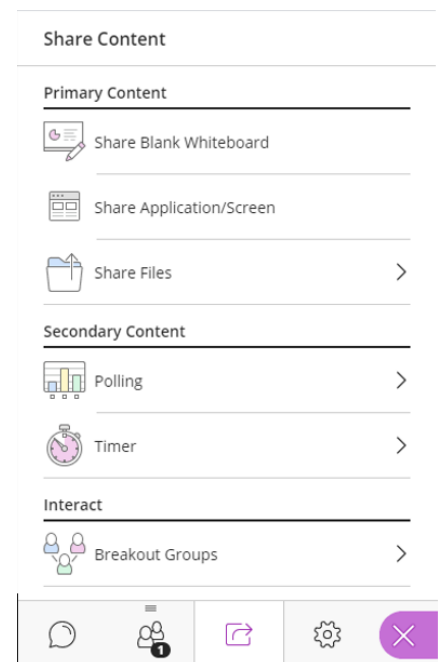 Share Content
Primary Content
Share Blank Whiteboard
Share Application/Screen
Share Files
Secondary Content
Polling
Timer
Interact
Breakout Groups
1